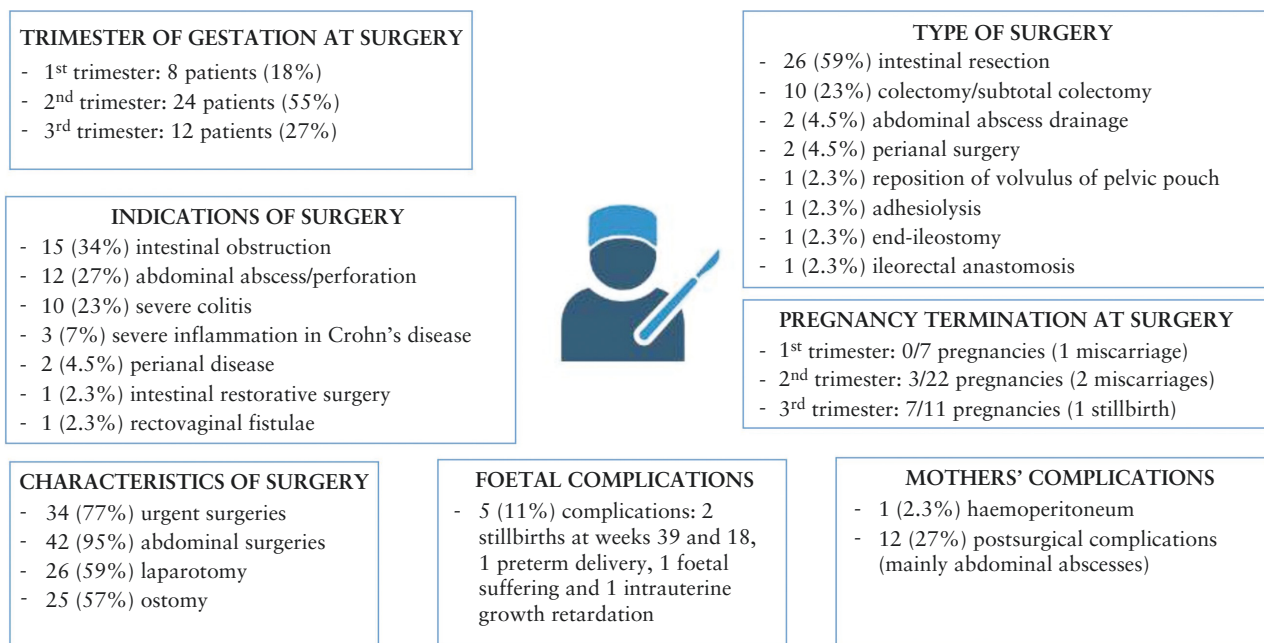 TRIMESTER OF GESTATION AT SURGERY
- 1st trimester: 8 patients (18%)
- 2nd trimester: 24 patients (55%)
- 3rd trimester: 12 patients (27%)
INDICATIONS OF SURGERY
- 15 (34%) intestinal obstruction
- 12 (27%) abdominal abscess/perforation
- 10 (23%) severe colitis
- 3 (7%) severe inflammation in Crohn's disease
- 2 (4.5%) perianal disease
- 1 (2.3%) intestinal restorative surgery
- 1 (2.3%) rectovaginal fistulae
TYPE OF SURGERY
- 26 (59%) intestinal resection
- 10 (23%) colectomy/subtotal colectomy
- 2 (4.5%) abdominal abscess drainage
- 2 (4.5%) perianal surgery
- 1 (2.3%) reposition of volvulus of pelvic pouch
- 1 (2.3%) adhesiolysis
- 1 (2.3%) end-ileostomy
- 1 (2.3%) ileorectal anastomosis
PREGNANCY TERMINATION AT SURGERY
- 1st trimester: 0/7 pregnancies (1 miscarriage)
- 2nd trimester: 3/22 pregnancies (2 miscarriages)
- 3rd trimester: 7/11 pregnancies (1 stillbirth)
CHARACTERISTICS OF SURGERY
- 34 (77%) urgent surgeries
- 42 (95%) abdominal surgeries
- 26 (59%) laparotomy
- 25 (57%) ostomy
FOETAL COMPLICATIONS
- 5 (11%) complications: 2
stillbirths at weeks 39 and 18,
1 preterm delivery, 1 foetal
suffering and 1 intrauterine
growth retardation
MOTHERS' COMPLICATIONS
- 1 (2.3%) haemoperitoneum
- 12 (27%) postsurgical complications
(mainly abdominal abscesses)